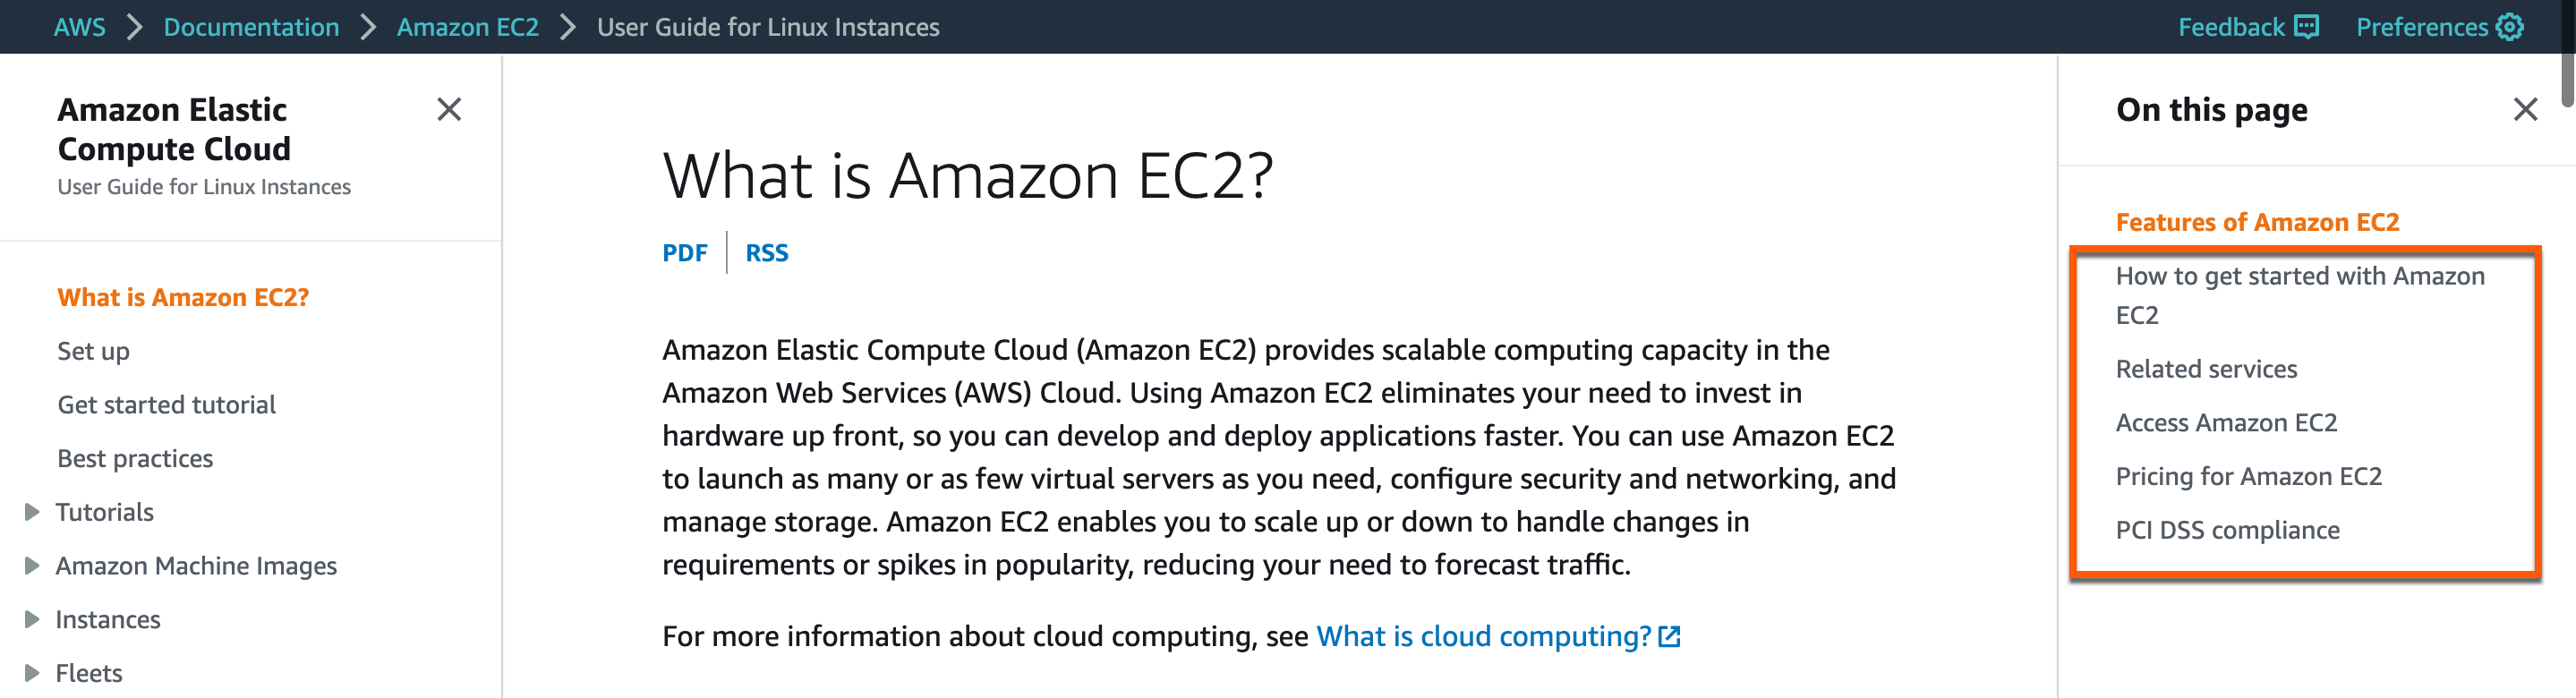 AWS > Documentation > Amazon EC2 > User Guide for Linux Instances
Feedback Preferences
Amazon Elastic
Compute Cloud
User Guide for Linux Instances
What is Amazon EC2?
Set up
Get started tutorial
Best practices
Tutorials
Amazon Machine Images
Instances
Fleets
What is Amazon EC2?
PDF RSS
Amazon Elastic Compute Cloud (Amazon EC2) provides scalable computing capacity in the
Amazon Web Services (AWS) Cloud. Using Amazon EC2 eliminates your need to invest in
hardware up front, so you can develop and deploy applications faster. You can use Amazon EC2
to launch as many or as few virtual servers as you need, configure security and networking, and
manage storage. Amazon EC2 enables you to scale up or down to handle changes in
requirements or spikes in popularity, reducing your need to forecast traffic.
For more information about cloud computing, see What is cloud computing?
On this page
Features of Amazon EC2
How to get started with Amazon
EC2
Related services
Access Amazon EC2
Pricing for Amazon EC2
PCI DSS compliance